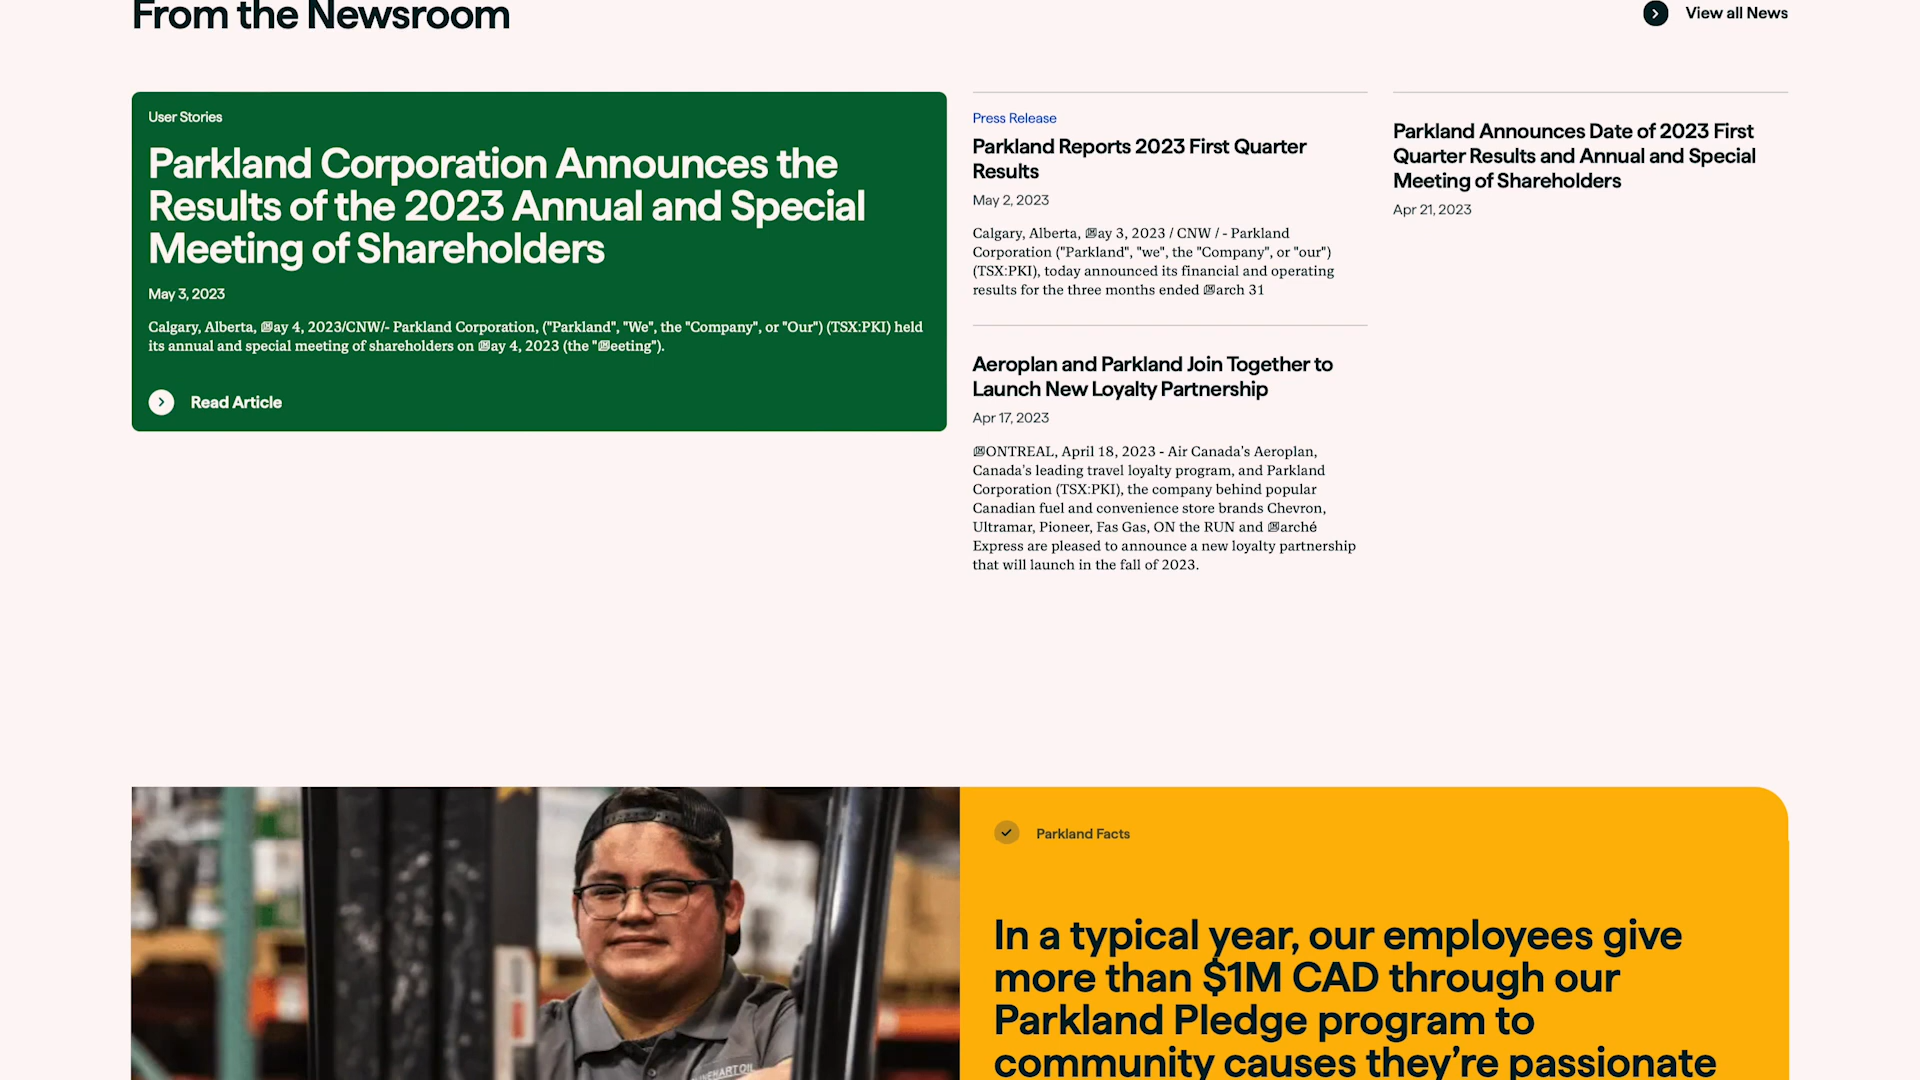 From the Newsroom
View all News
User Stories
Parkland Corporation Announces the
Results of the 2023 Annual and Special
Meeting of Shareholders
May 3, 2023
Calgary, Alberta, ay 4, 2023/CNW/- Parkland Corporation, ("Parkland", "We", the "Company", or "Our") (TSX:PKI) held
its annual and special meeting of shareholders on ay 4, 2023 (the "eeting").
Read Article
Press Release
Parkland Reports 2023 First Quarter
Results
May 2, 2023
Calgary, Alberta, ay 3, 2023 / CNW / - Parkland
Corporation ("Parkland", "we", the "Company", or "our")
(TSX:PKI), today announced its financial and operating
results for the three months ended arch 31
Aeroplan and Parkland Join Together to
Launch New Loyalty Partnership
Apr 17, 2023
ONTREAL, April 18, 2023 - Air Canada's Aeroplan,
Canada's leading travel loyalty program, and Parkland
Corporation (TSX:PKI), the company behind popular
Canadian fuel and convenience store brands Chevron,
Ultramar, Pioneer, Fas Gas, ON the RUN and arché
Express are pleased to announce a new loyalty partnership
that will launch in the fall of 2023.
Parkland Announces Date of 2023 First
Quarter Results and Annual and Special
Meeting of Shareholders
Apr 21, 2023
Parkland Facts
In a typical year, our employees give
more than $1M CAD through our
Parkland Pledge program to
community causes they're passionate